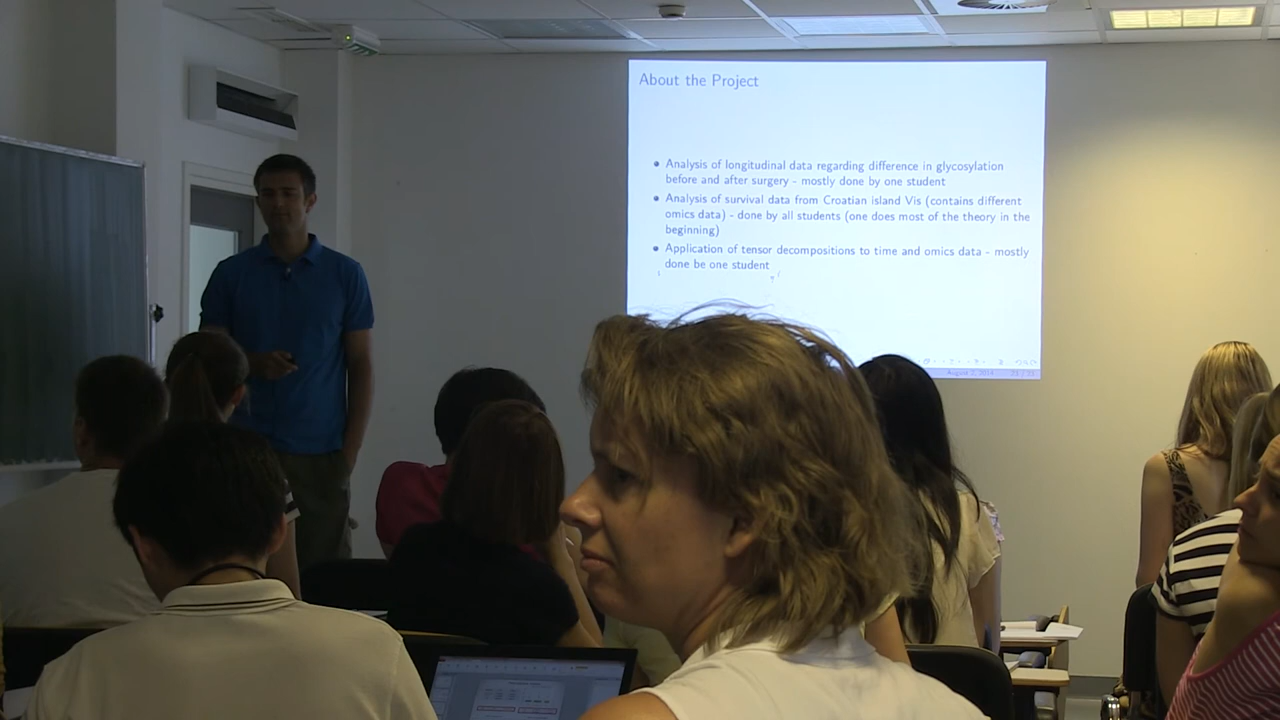 About the Project
• Analysis of longitudinal data regarding difference in glycosylation
before and after surgery - mostly done by one student
• Analysis of survival data from Croatian island Vis (contains different
omics data) - done by all students (one does most of the theory in the
beginning)
• Application of tensor decompositions to time and omics data - mostly
done be one student
August 2, 2014